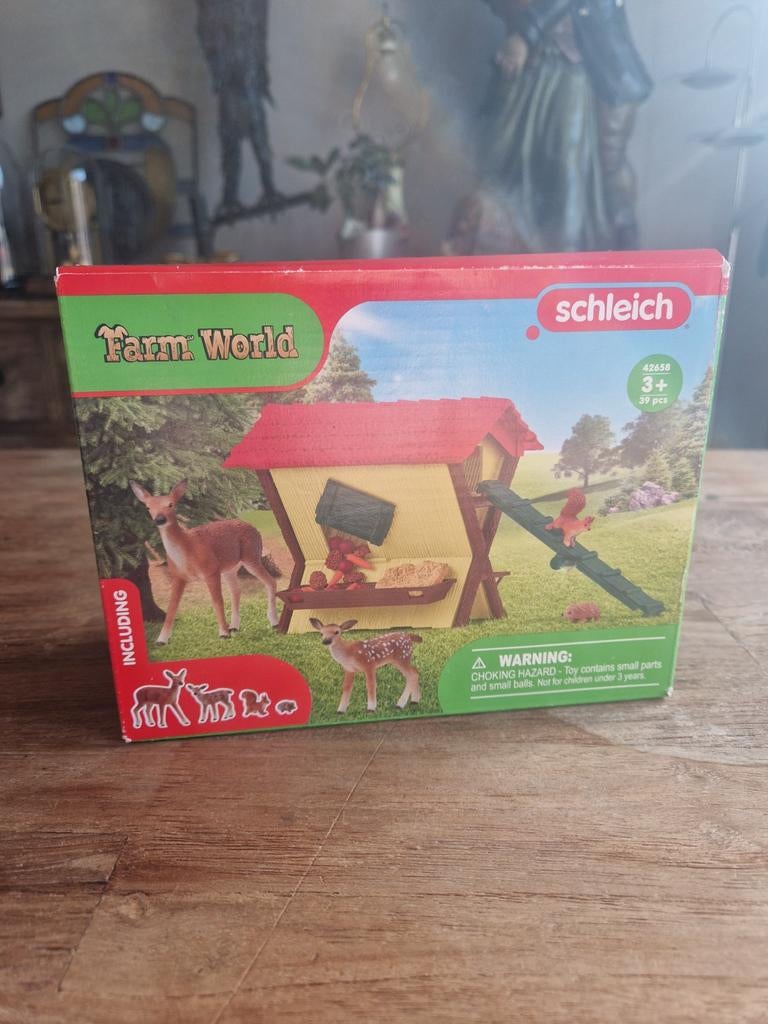 Farm World
schleich
42658
3+
39 pcs
INCLUDING
WARNING:
CHOKING HAZARD - Toy contains small parts
and small balls. Not for children under 3 years.